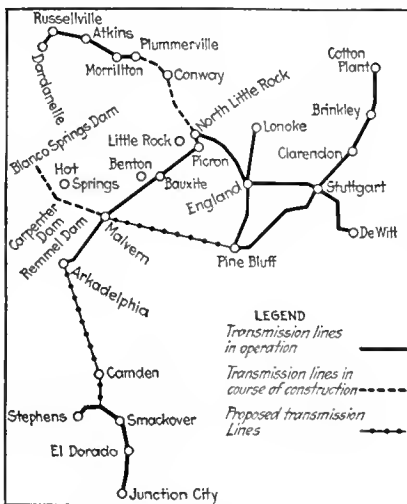 Russellville
Atkins
Plummerville
Dardanelle
Morrillton
Conway
Cotton
Plant
North Little Rock
Blanco Springs Dam
Little Rock
Lonoke
Brinkley
Hot
Springs
Benton
Picron
Clarendon
Bauxite
England
Stuttgart
Carpenter
Dam
Remmel Dam
Malvern
Pine Bluff
De Witt
Arkadelphia
LEGEND
Transmission lines
in operation
Camden
Transmission lines in
course of construction
Stephens
Smackover
Proposed transmission
Lines
El Dorado
Junction City